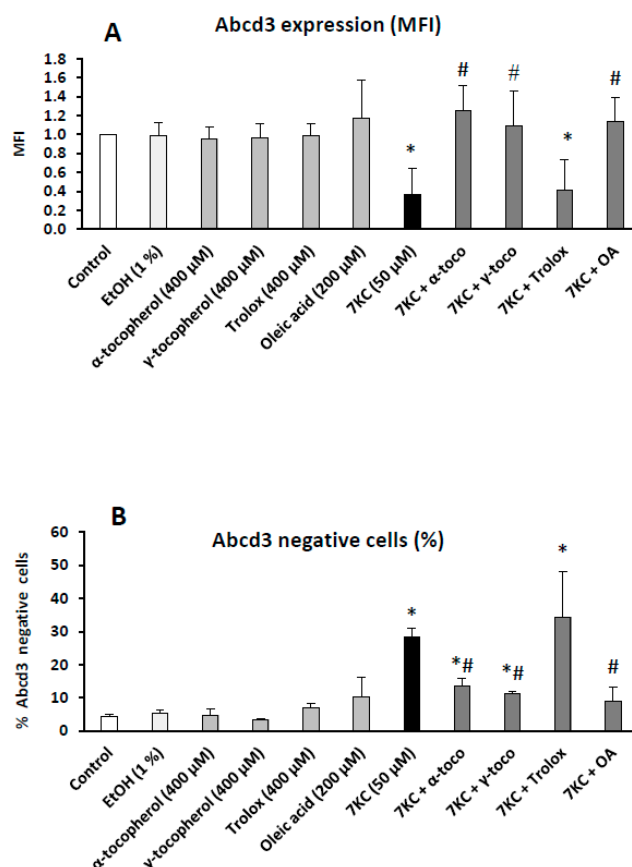 A
Abcd3 expression (MFI)
1.8
1.6
1.4
1.2
1.0
0.8
0.6
0.4
0.2
0.0
MFI
*
#
#
*
#
Control
EtOH (1 %)
α-tocopherol (400 µM)
γ-tocopherol (400 µM)
Trolox (400 µM)
Oleic acid (200 µM)
7KC (50 µM)
7KC + α-toco
7KC + γ-toco
7KC + Trolox
7KC + OA
B
Abcd3 negative cells (%)
60
50
40
30
20
10
0
% Abcd3 negative cells
*
*#
*#
*
#
Control
EtOH (1 %)
α-tocopherol (400 µM)
γ-tocopherol (400 µM)
Trolox (400 µM)
Oleic acid (200 µM)
7KC (50 µM)
7KC + α-toco
7KC + γ-toco
7KC + Trolox
7KC + OA